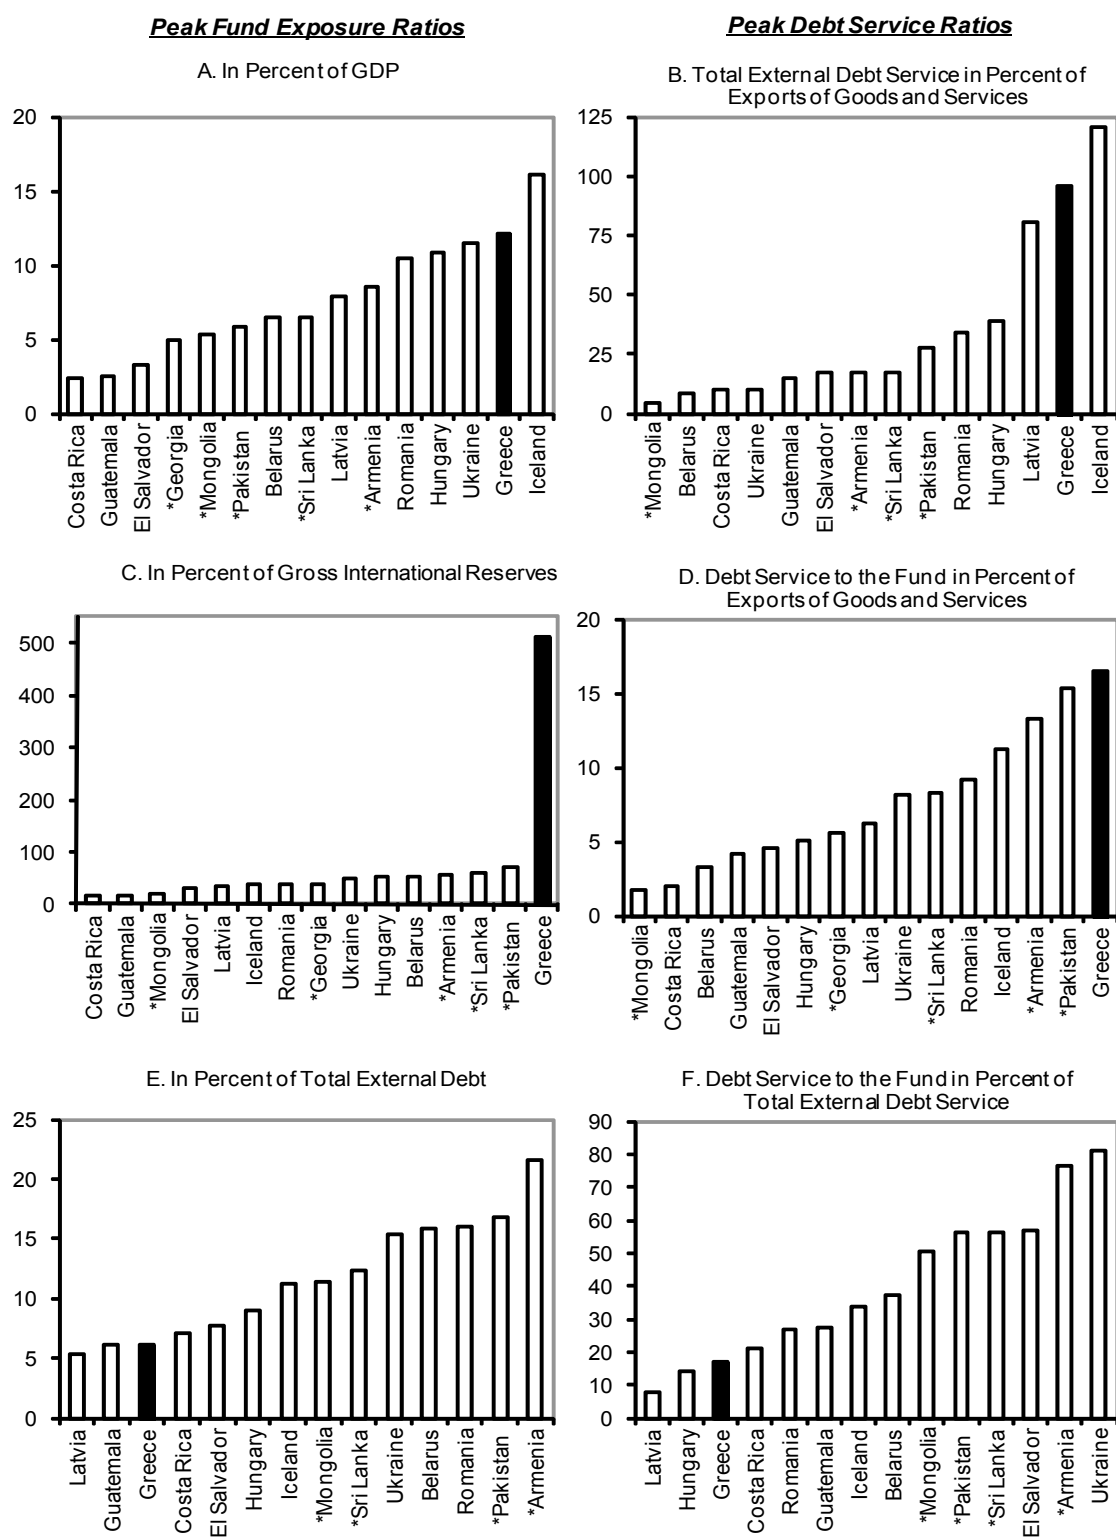 Peak Fund Exposure Ratios
Peak Debt Service Ratios
A. In Percent of GDP
20
15
10
5
0
Costa Rica
Guatemala
El Salvador
*Georgia
*Mongolia
*Pakistan
Belarus
*Sri Lanka
Latvia
*Armenia
Romania
Hungary
Ukraine
Greece
Iceland
B. Total External Debt Service in Percent of
Exports of Goods and Services
125
100
75
50
25
0
*Mongolia
Belarus
Costa Rica
Ukraine
Guatemala
El Salvador
*Armenia
*Sri Lanka
*Pakistan
Romania
Hungary
Latvia
Greece
Iceland
C. In Percent of Gross International Reserves
500
400
300
200
100
0
Costa Rica
Guatemala
*Mongolia
El Salvador
Latvia
Iceland
Romania
*Georgia
Ukraine
Hungary
Belarus
*Armenia
*Sri Lanka
*Pakistan
Greece
D. Debt Service to the Fund in Percent of
Exports of Goods and Services
20
15
10
5
0
*Mongolia
Costa Rica
Belarus
Guatemala
El Salvador
Hungary
*Georgia
Latvia
Ukraine
*Sri Lanka
Romania
Iceland
*Armenia
*Pakistan
Greece
E. In Percent of Total External Debt
25
20
15
10
5
0
Latvia
Guatemala
Greece
Costa Rica
El Salvador
Hungary
Iceland
*Mongolia
*Sri Lanka
Ukraine
Belarus
Romania
*Pakistan
*Armenia
F. Debt Service to the Fund in Percent of
Total External Debt Service
90
80
70
60
50
40
30
20
10
0
Latvia
Hungary
Greece
Costa Rica
Romania
Guatemala
Iceland
Belarus
*Mongolia
*Pakistan
*Sri Lanka
El Salvador
*Armenia
Ukraine